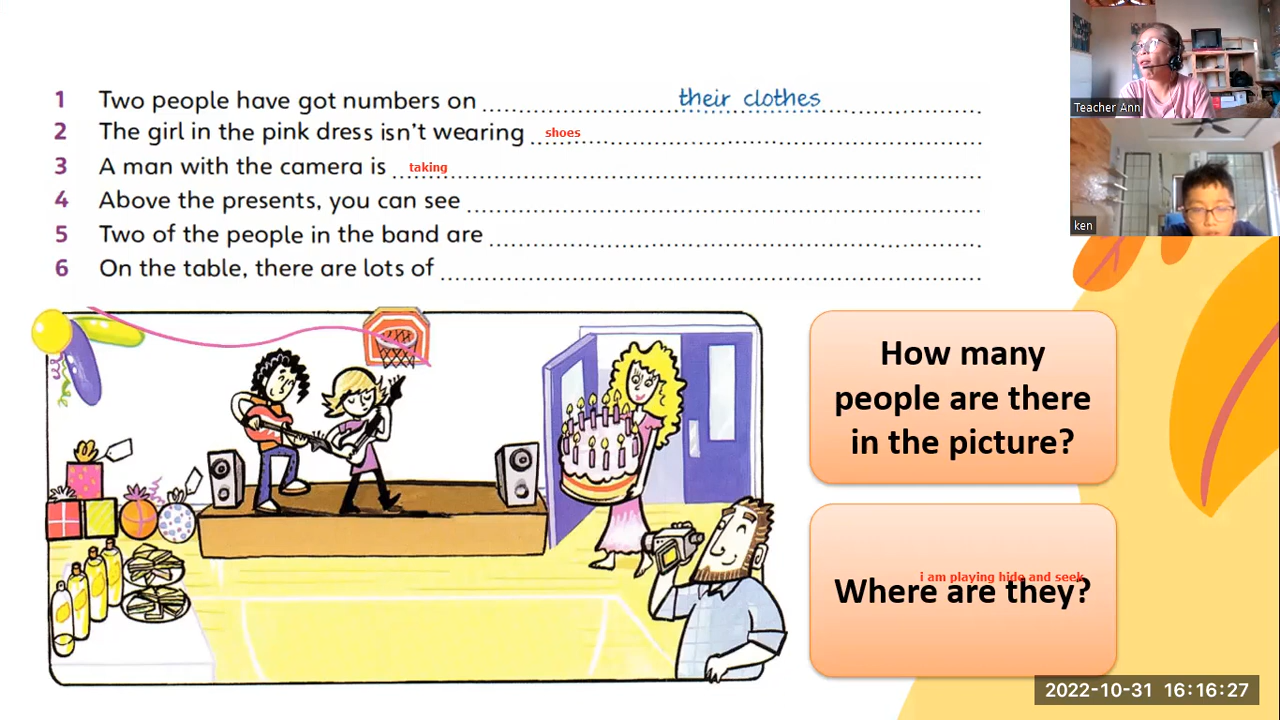 1 Two people have got numbers on their clothes
2 The girl in the pink dress isn't wearing shoes
3 A man with the camera is taking
4 Above the presents, you can see
5 Two of the people in the band are
6 On the table, there are lots of
How many
people are there
in the picture?
i am playing hide and seek
Where are they?
Teacher Ann
ken
2022-10-31 16:16:27